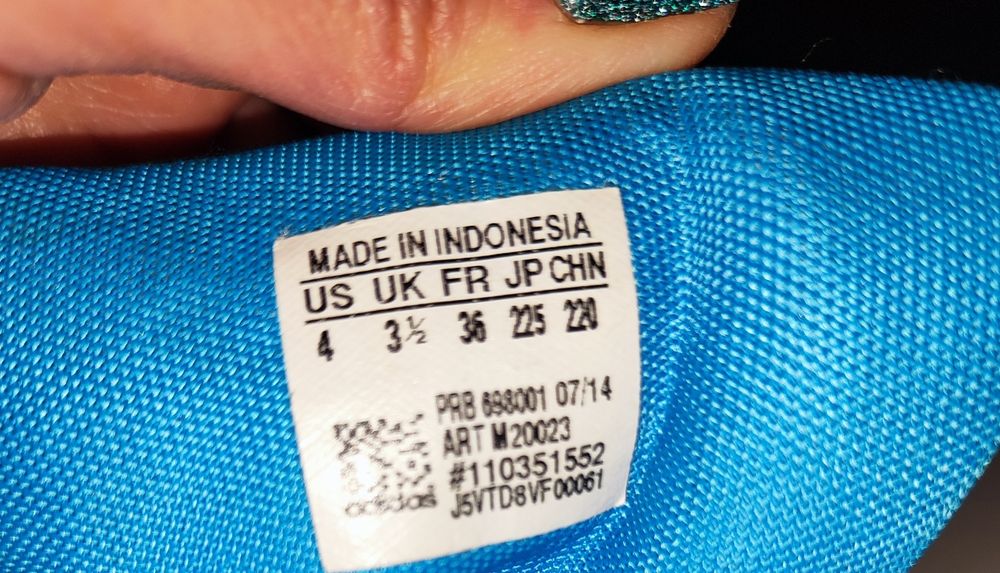 MADE IN INDONESIA
US UK FR JP CHN
4 3½ 36 225 220
PRB 698001 07/14
ART M20023
#110351552
J5VTD8VF00061
adidas